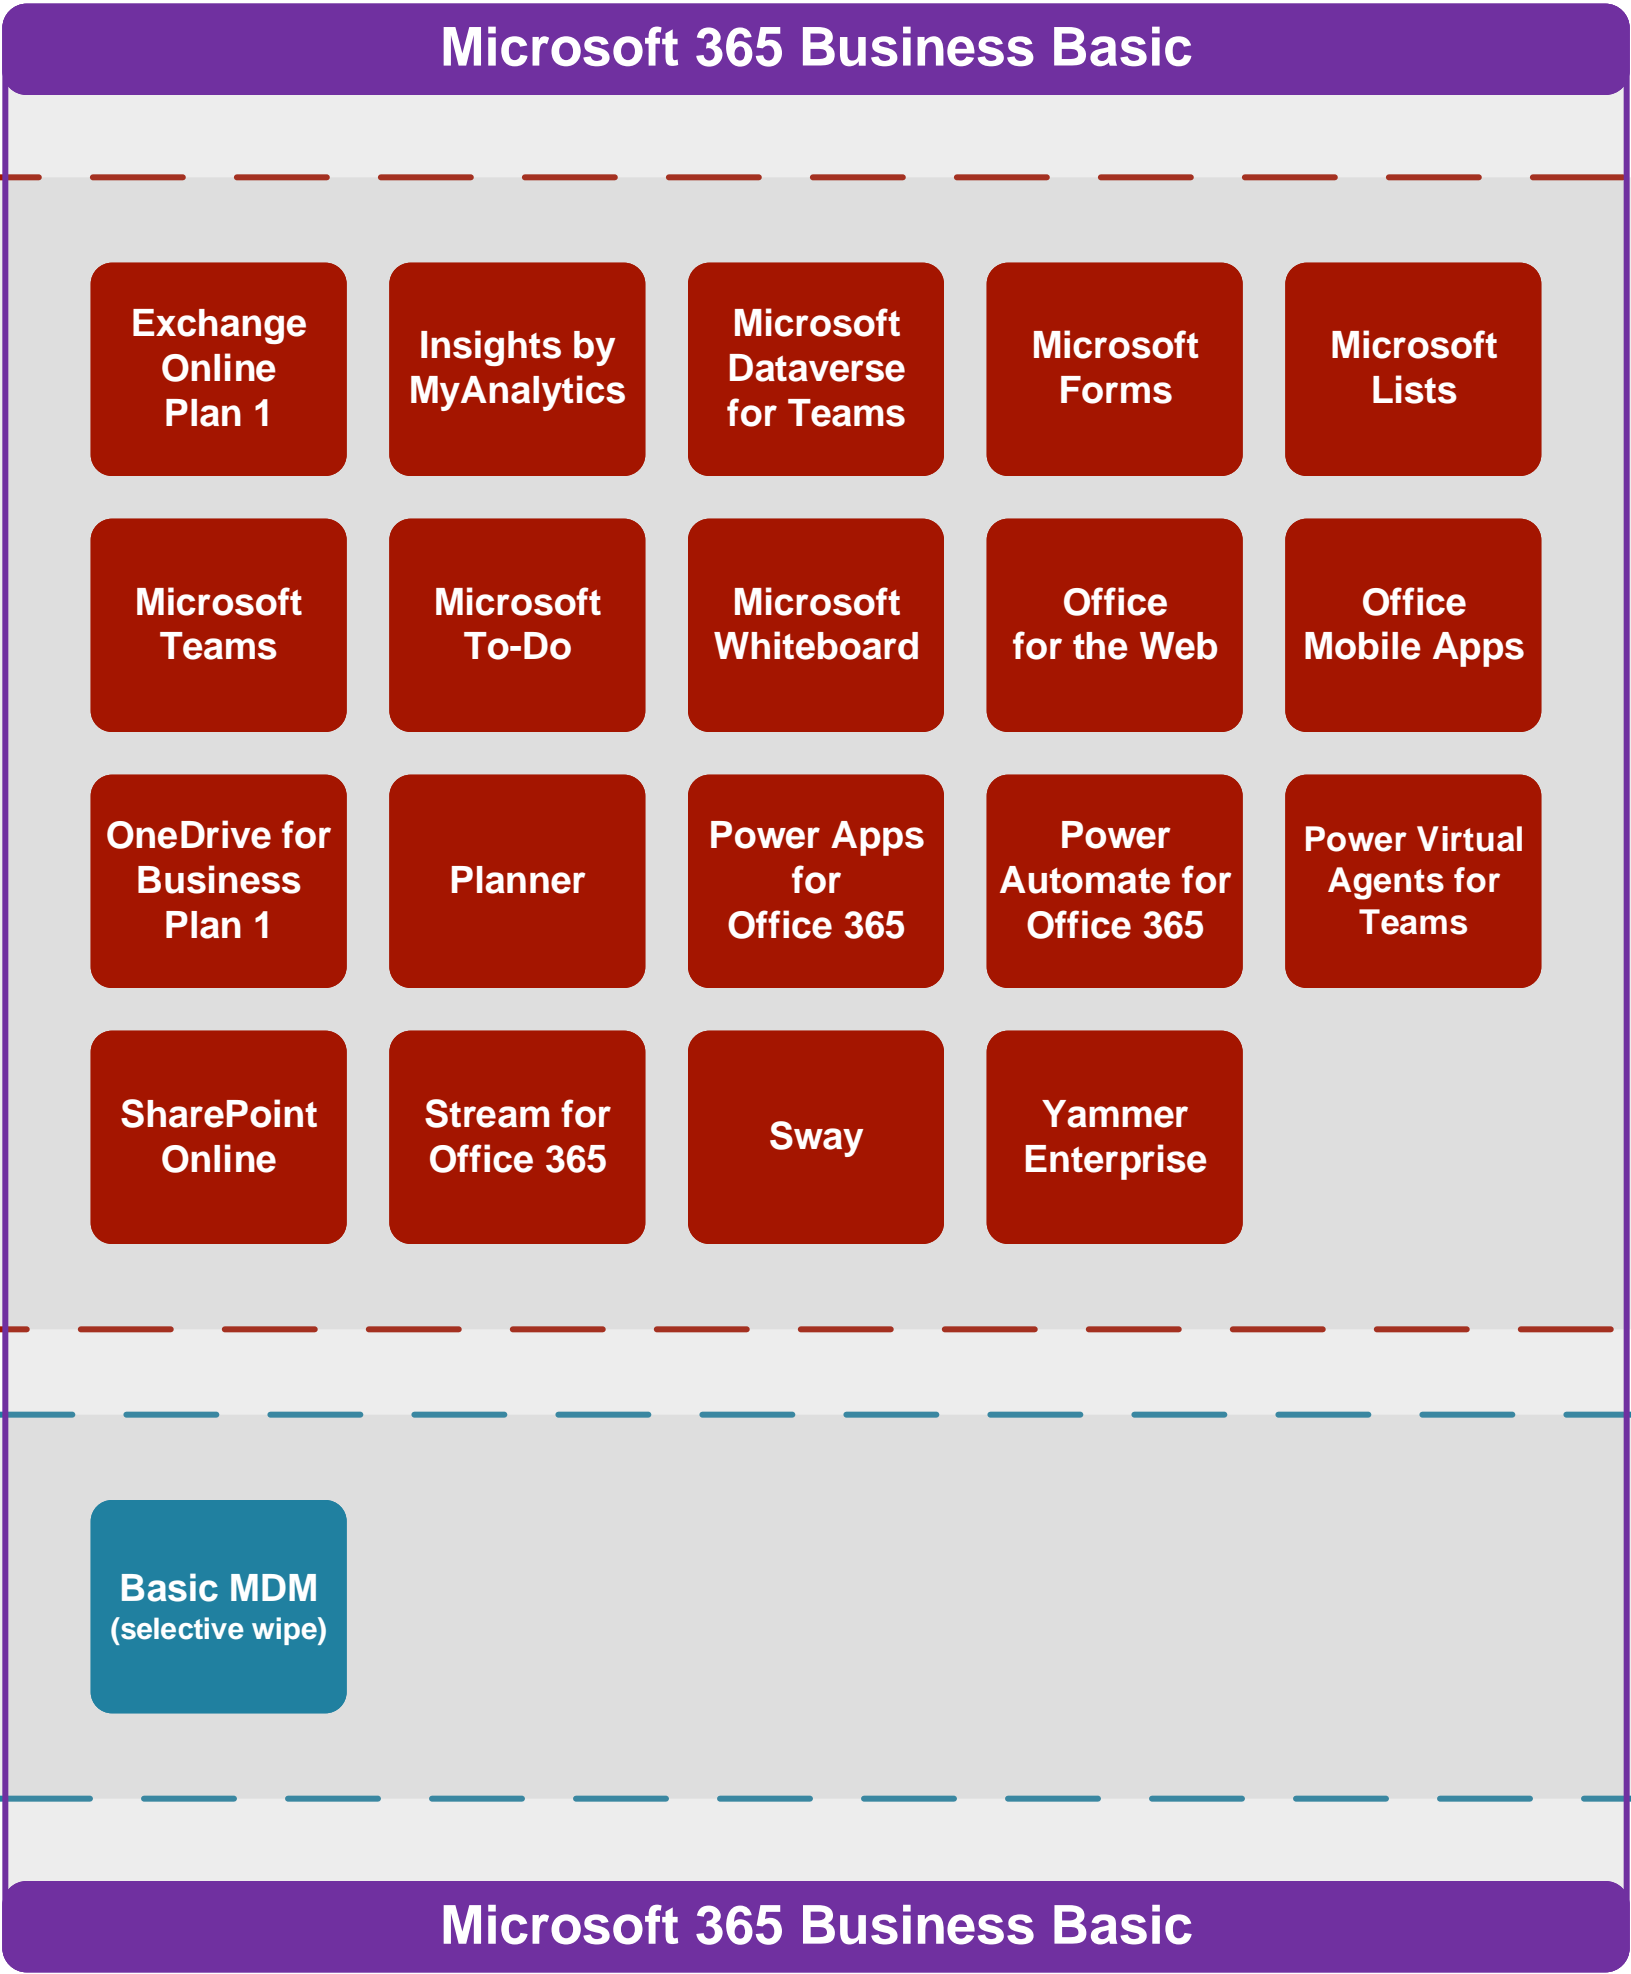 Microsoft 365 Business Basic
Exchange
Online
Plan 1
Insights by
MyAnalytics
Microsoft
Dataverse
for Teams
Microsoft
Forms
Microsoft
Lists
Microsoft
Teams
Microsoft
To-Do
Microsoft
Whiteboard
Office
for the Web
Office
Mobile Apps
OneDrive for
Business
Plan 1
Planner
Power Apps
for
Office 365
Power
Automate for
Office 365
Power Virtual
Agents for
Teams
SharePoint
Online
Stream for
Office 365
Sway
Yammer
Enterprise
Basic MDM
(selective wipe)
Microsoft 365 Business Basic